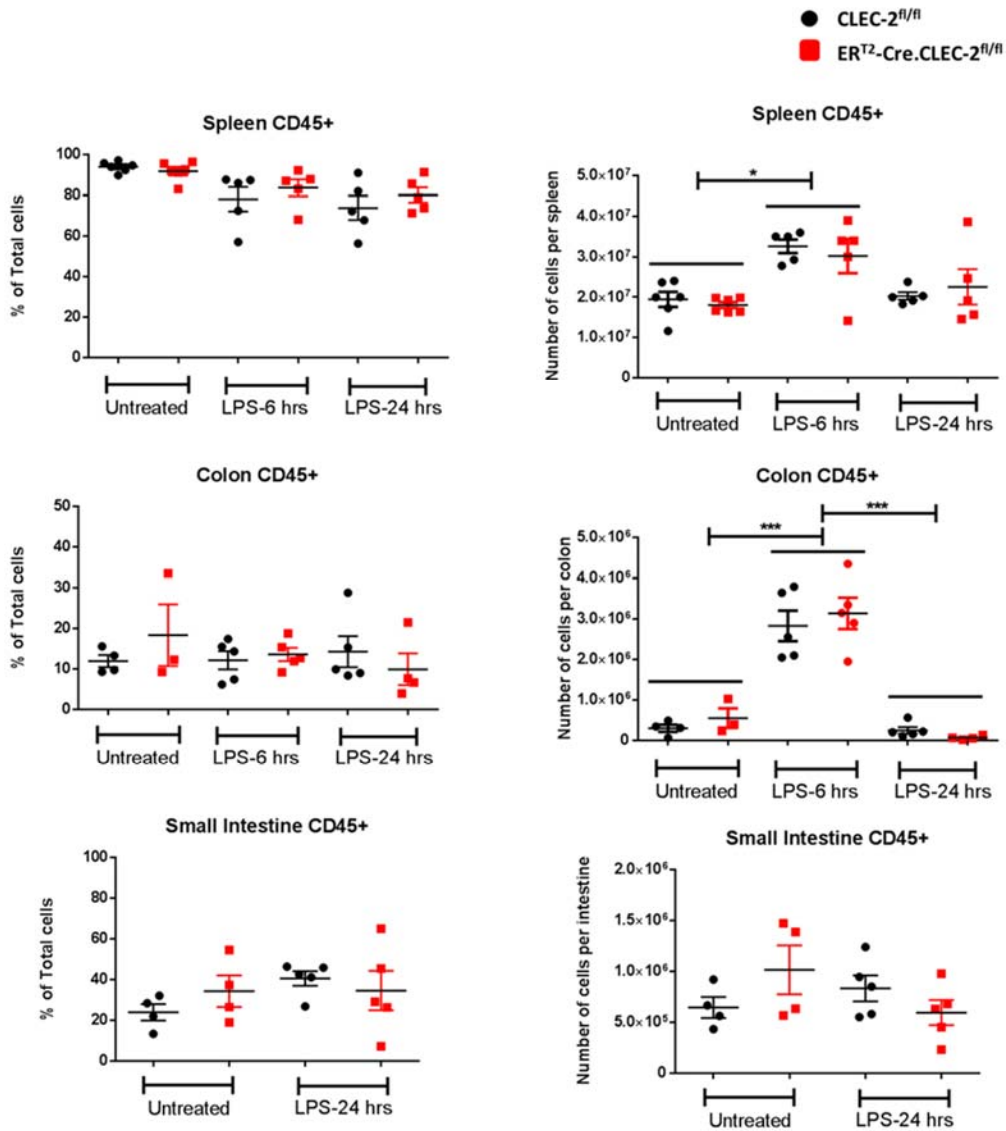 CLEC-2fl/fl
ERT2-Cre.CLEC-2fl/fl
Spleen CD45+
% of Total cells
100
80
60
40
20
0
Untreated
LPS-6 hrs
LPS-24 hrs
Spleen CD45+
Number of cells per spleen
5.0×10⁷
4.0×10⁷
3.0×10⁷
2.0×10⁷
1.0×10⁷
0
*
Untreated
LPS-6 hrs
LPS-24 hrs
Colon CD45+
% of Total cells
50
40
30
20
10
0
Untreated
LPS-6 hrs
LPS-24 hrs
Colon CD45+
Number of cells per colon
5.0×10⁶
4.0×10⁶
3.0×10⁶
2.0×10⁶
1.0×10⁶
0
***
***
Untreated
LPS-6 hrs
LPS-24 hrs
Small Intestine CD45+
% of Total cells
100
80
60
40
20
0
Untreated
LPS-24 hrs
Small Intestine CD45+
Number of cells per intestine
2.0×10⁶
1.5×10⁶
1.0×10⁶
5.0×10⁵
0
Untreated
LPS-24 hrs